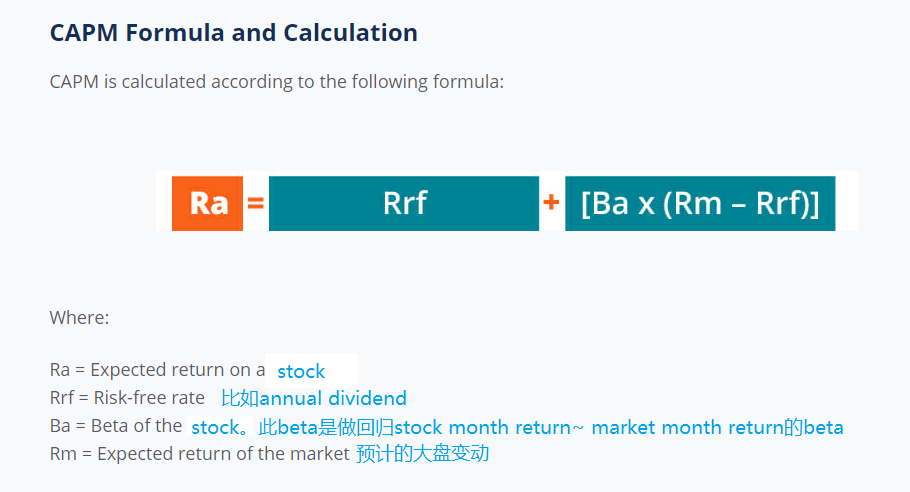 CAPM Formula and Calculation
CAPM is calculated according to the following formula:
Ra = Rrf + [Ba x (Rm – Rrf)]
Where:
Ra = Expected return on a stock
Rrf = Risk-free rate 比如annual dividend
Ba = Beta of the stock。此beta是做回归stock month return~ market month return的beta
Rm = Expected return of the market 预计的大盘变动